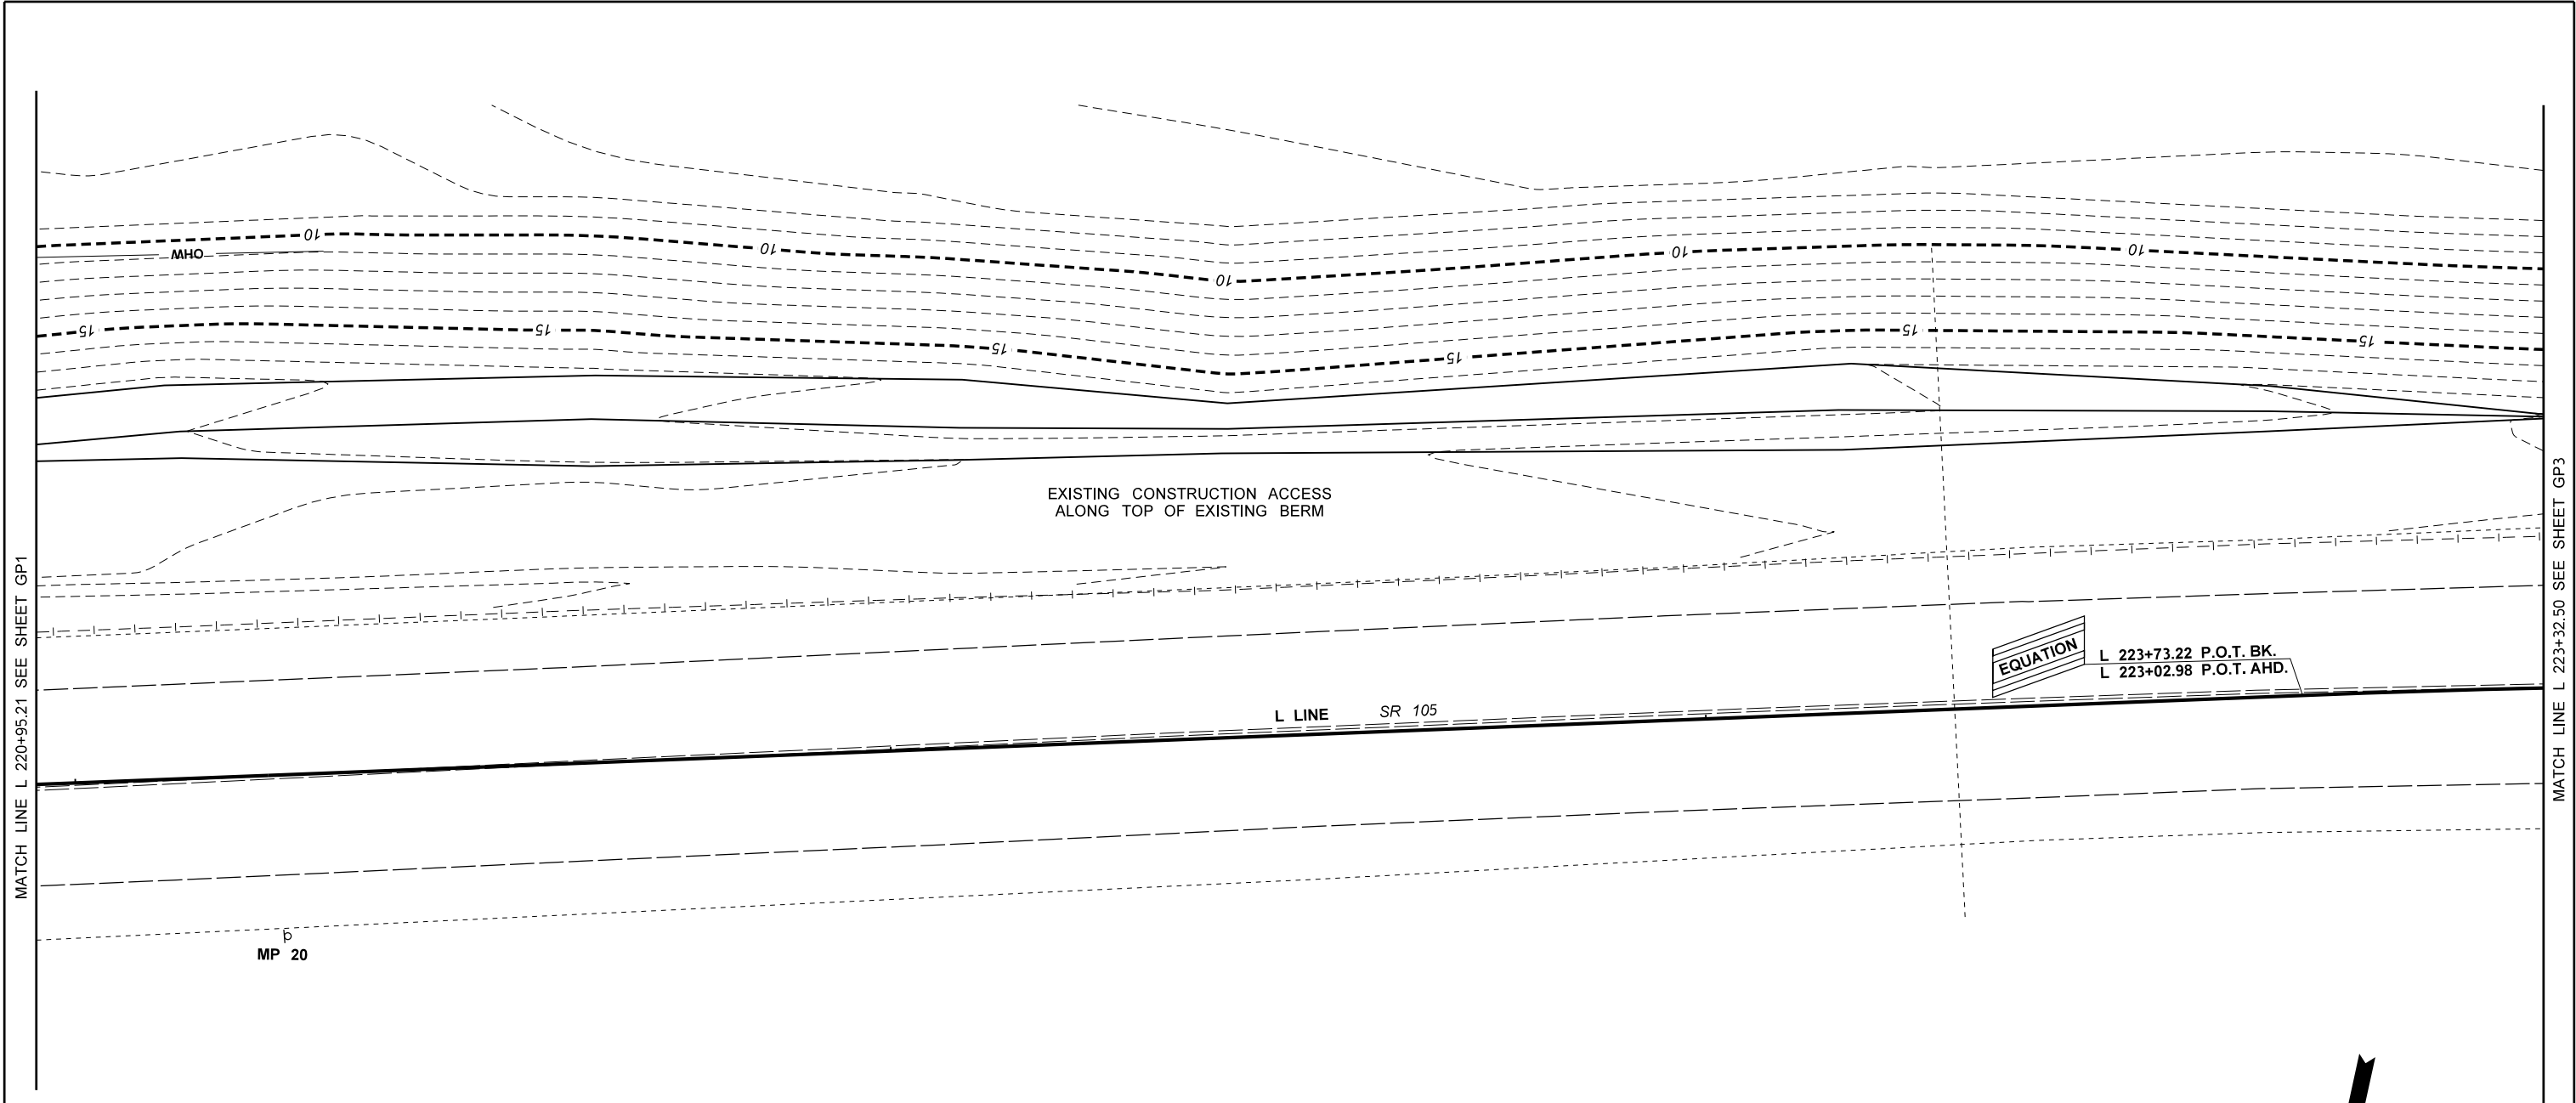 10
10
10
10
10
OHW
15
15
15
15
15
15
EXISTING CONSTRUCTION ACCESS
ALONG TOP OF EXISTING BERM
MATCH LINE L 220+95.21 SEE SHEET GP1
MATCH LINE L 223+32.50 SEE SHEET GP3
EQUATION
L 223+73.22 P.O.T. BK.
L 223+02.98 P.O.T. AHD.
L LINE SR 105
MP 20